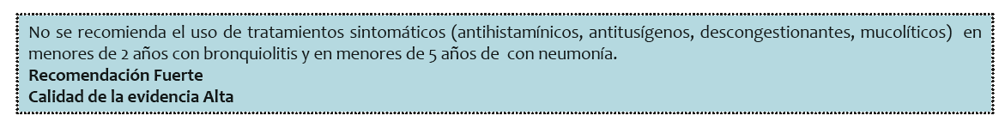 No se recomienda el uso de tratamientos sintomáticos (antihistamínicos, antitusígenos, descongestionantes, mucolíticos) en
menores de 2 años con bronquiolitis y en menores de 5 años de con neumonía.
Recomendación Fuerte
Calidad de la evidencia Alta